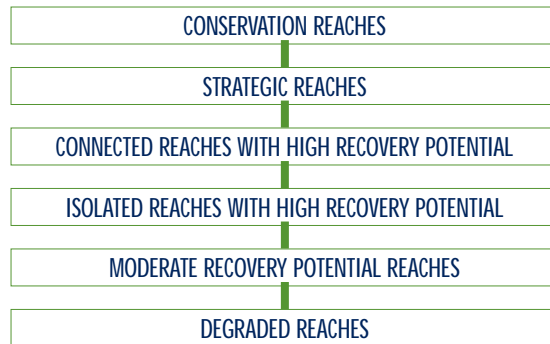 CONSERVATION REACHES
STRATEGIC REACHES
CONNECTED REACHES WITH HIGH RECOVERY POTENTIAL
ISOLATED REACHES WITH HIGH RECOVERY POTENTIAL
MODERATE RECOVERY POTENTIAL REACHES
DEGRADED REACHES